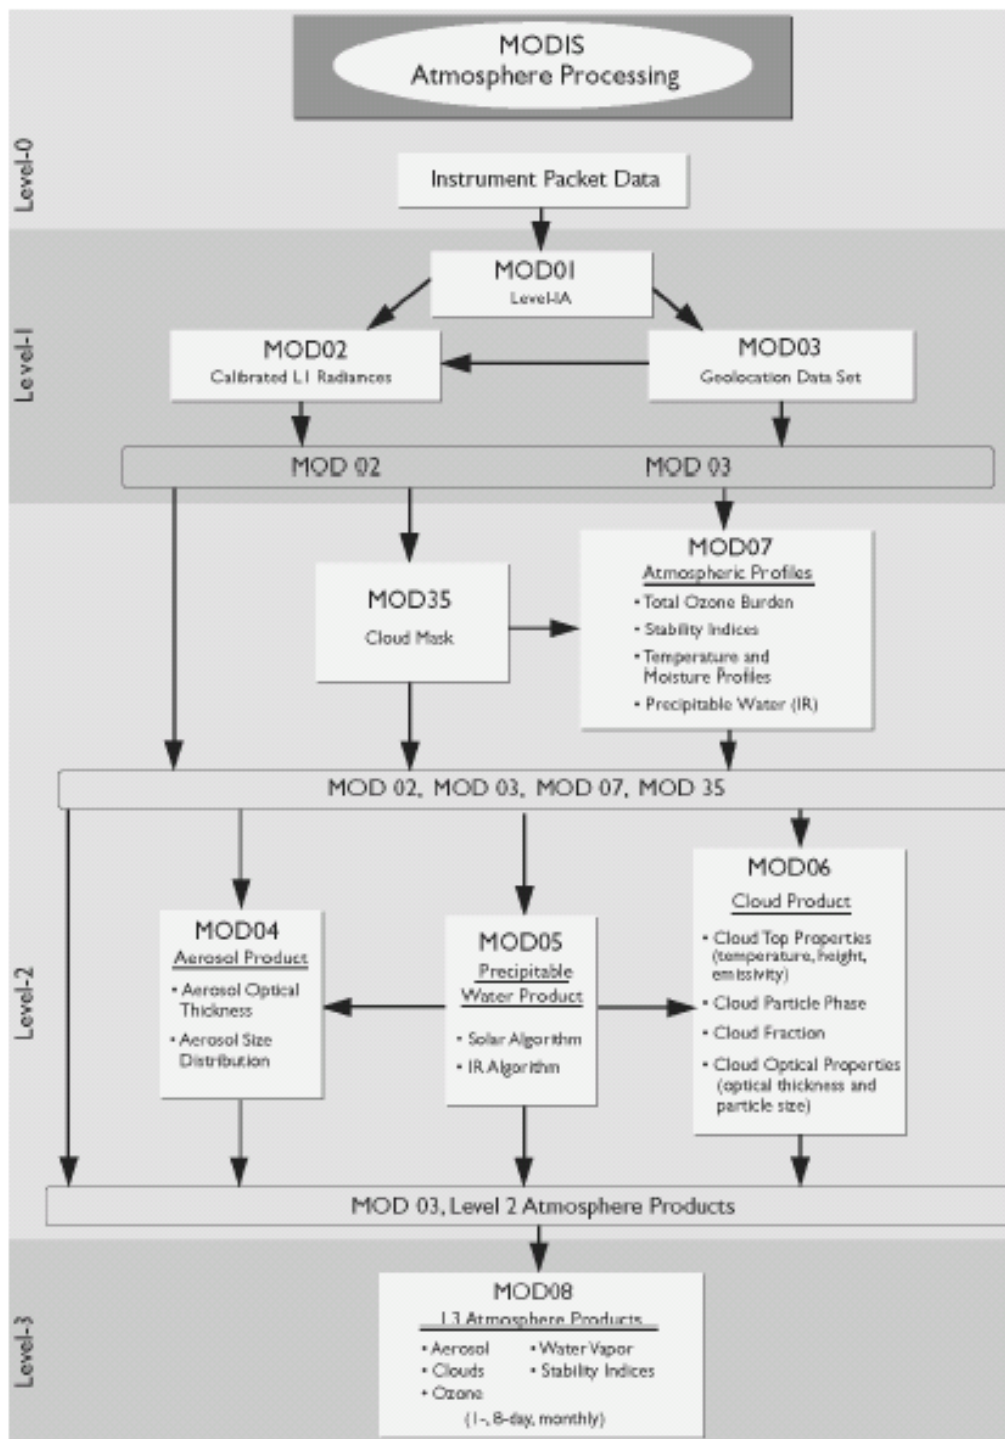 MODIS
Atmosphere Processing
Level-0
Instrument Packet Data
Level-1
MOD01
Level-1A
MOD02
Calibrated L1 Radiances
MOD03
Geolocation Data Set
MOD 02
MOD 03
Level-2
MOD35
Cloud Mask
MOD07
Atmospheric Profiles
• Total Ozone Burden
• Stability Indices
• Temperature and
Moisture Profiles
• Precipitable Water (IR)
MOD 02, MOD 03, MOD 07, MOD 35
MOD04
Aerosol Product
• Aerosol Optical
Thickness
• Aerosol Size
Distribution
MOD05
Precipitable
Water Product
• Solar Algorithm
• IR Algorithm
MOD06
Cloud Product
• Cloud Top Properties
(temperature, height,
emissivity)
• Cloud Particle Phase
• Cloud Fraction
• Cloud Optical Properties
(optical thickness and
particle size)
MOD 03, Level 2 Atmosphere Products
Level-3
MOD08
L3 Atmosphere Products
• Aerosol
• Clouds
• Ozone
• Water Vapor
• Stability Indices
(1-, 8-day, monthly)